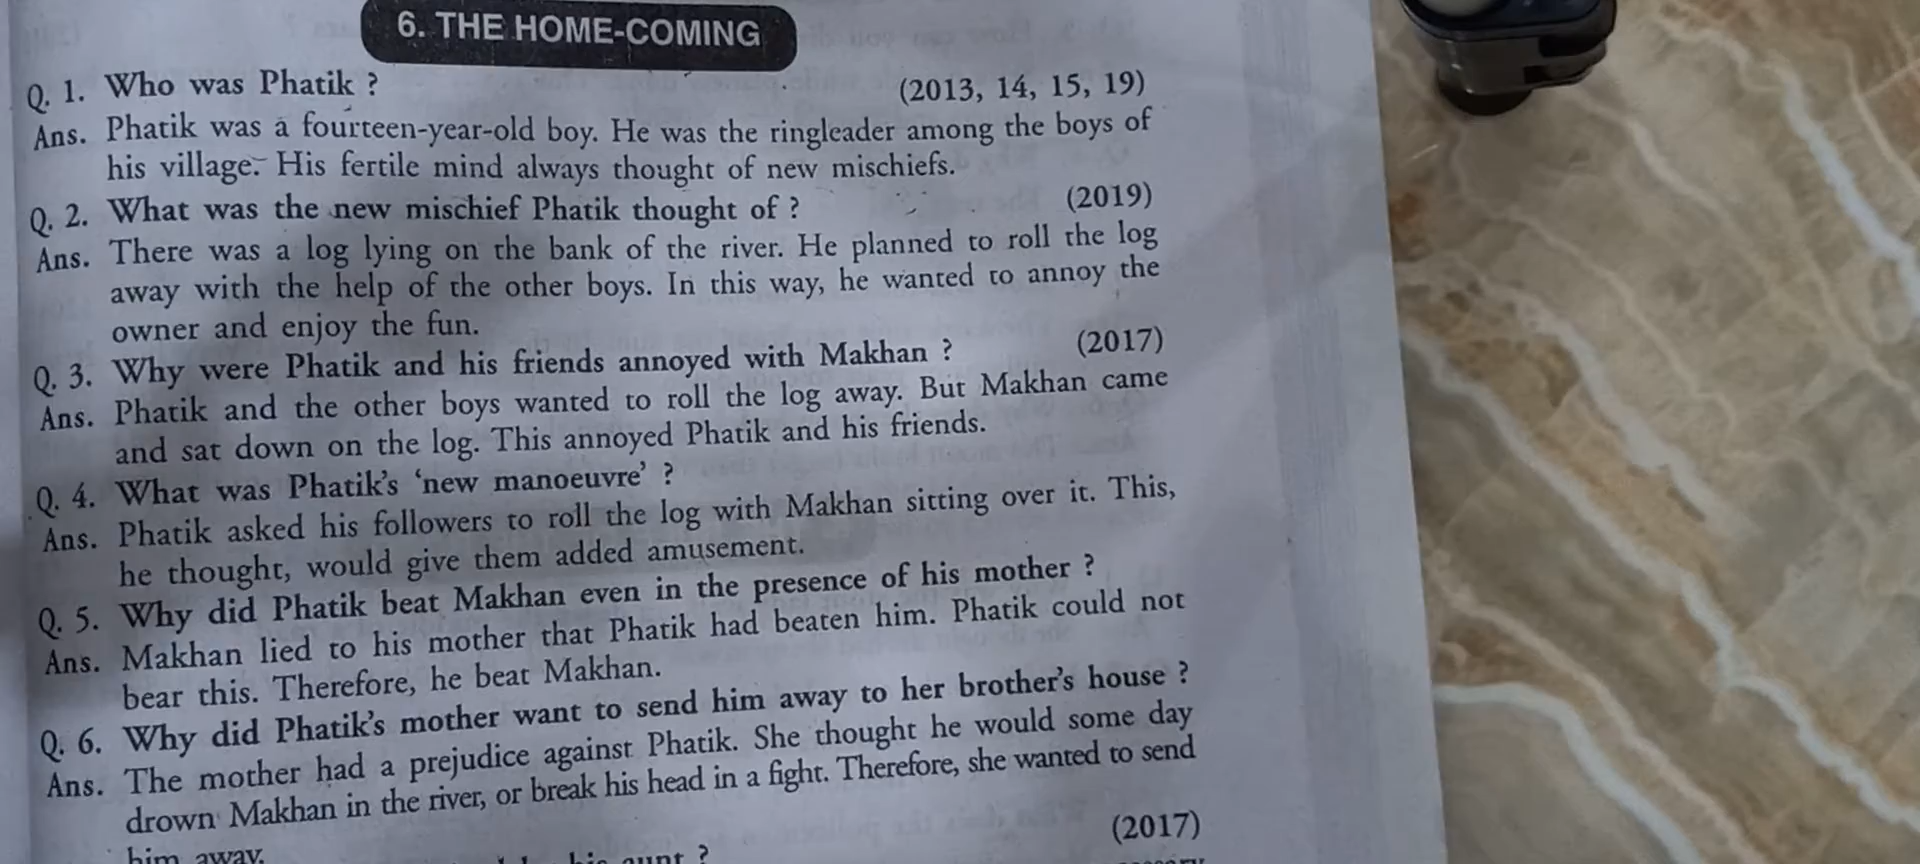 6. THE HOME-COMING
Q. 1. Who was Phatik ? (2013, 14, 15, 19)
Ans. Phatik was a fourteen-year-old boy. He was the ringleader among the boys of
his village. His fertile mind always thought of new mischiefs.
Q. 2. What was the new mischief Phatik thought of ? (2019)
Ans. There was a log lying on the bank of the river. He planned to roll the log
away with the help of the other boys. In this way, he wanted to annoy the
owner and enjoy the fun.
Q. 3. Why were Phatik and his friends annoyed with Makhan ? (2017)
Ans. Phatik and the other boys wanted to roll the log away. But Makhan came
and sat down on the log. This annoyed Phatik and his friends.
Q. 4. What was Phatik's 'new manoeuvre' ?
Ans. Phatik asked his followers to roll the log with Makhan sitting over it. This,
he thought, would give them added amusement.
Q. 5. Why did Phatik beat Makhan even in the presence of his mother ?
Ans. Makhan lied to his mother that Phatik had beaten him. Phatik could not
bear this. Therefore, he beat Makhan.
Q. 6. Why did Phatik's mother want to send him away to her brother's house ?
Ans. The mother had a prejudice against Phatik. She thought he would some day
drown Makhan in the river, or break his head in a fight. Therefore, she wanted to send
him away. (2017)
his aunt ?